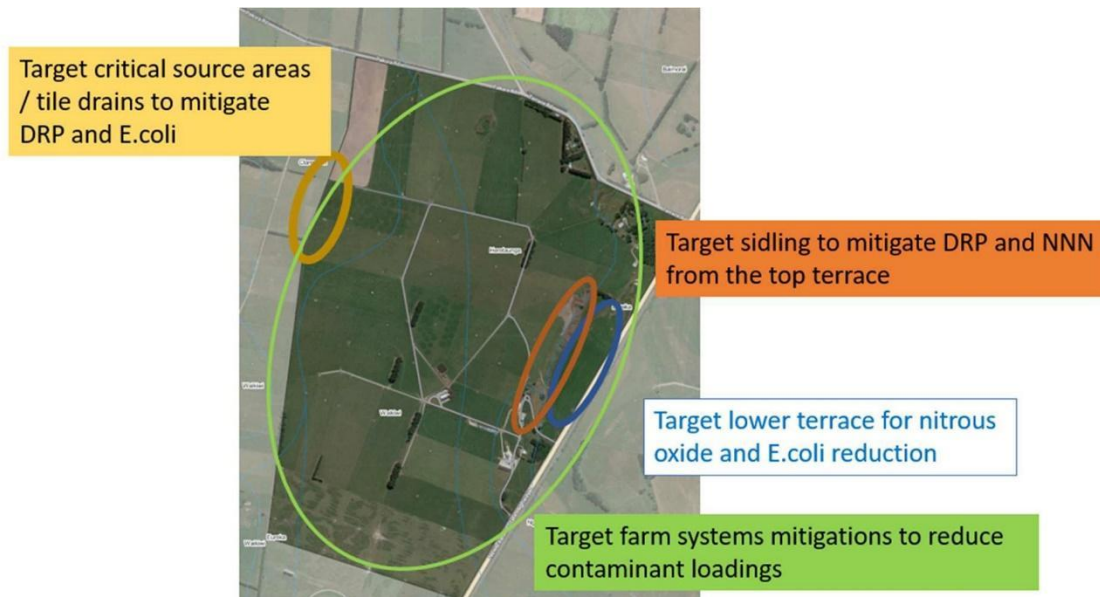 Target critical source areas
/ tile drains to mitigate
DRP and E.coli
Target sidling to mitigate DRP and NNN
from the top terrace
Target lower terrace for nitrous
oxide and E.coli reduction
Target farm systems mitigations to reduce
contaminant loadings